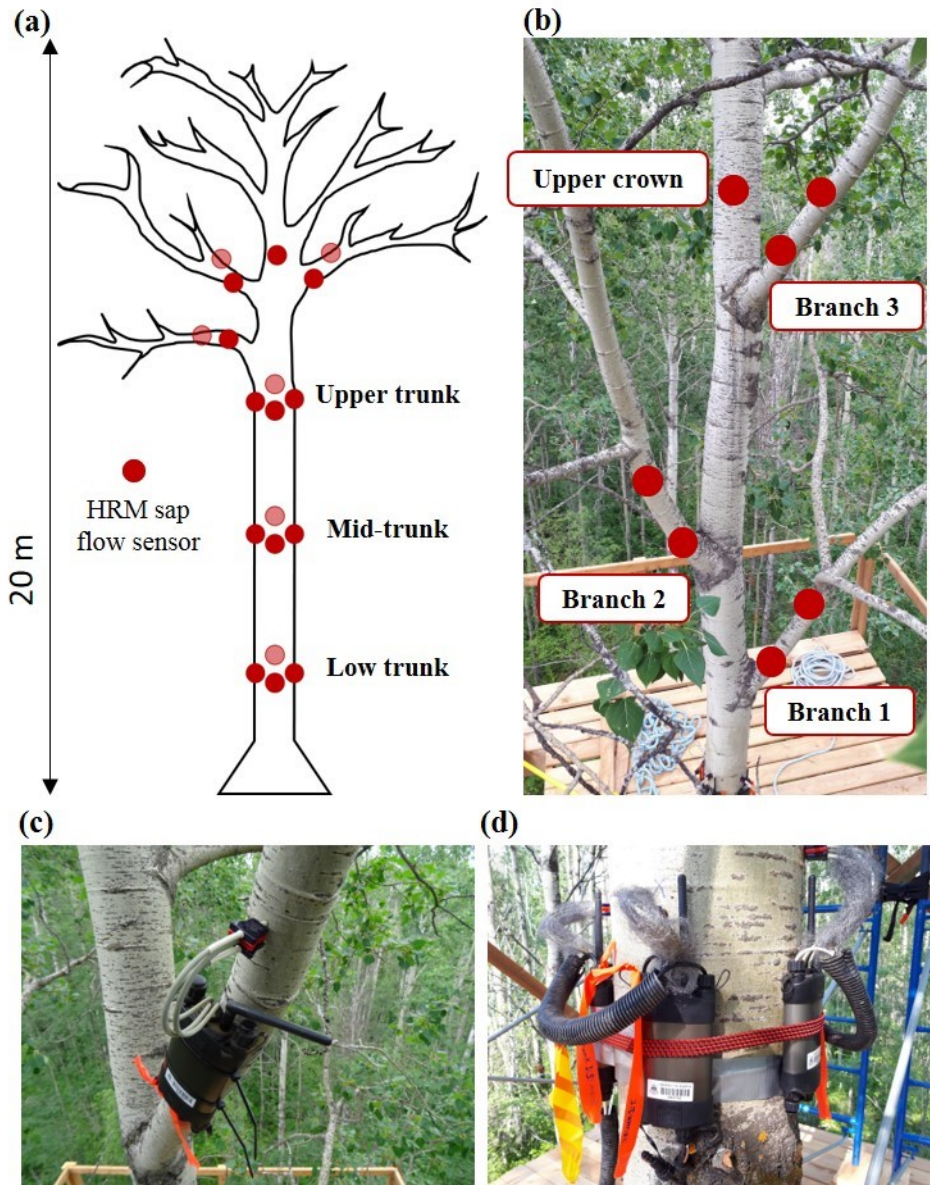 (a)
20 m
Upper trunk
HRM sap
flow sensor
Mid-trunk
Low trunk
(b)
Upper crown
Branch 3
Branch 2
Branch 1
(c)
(d)